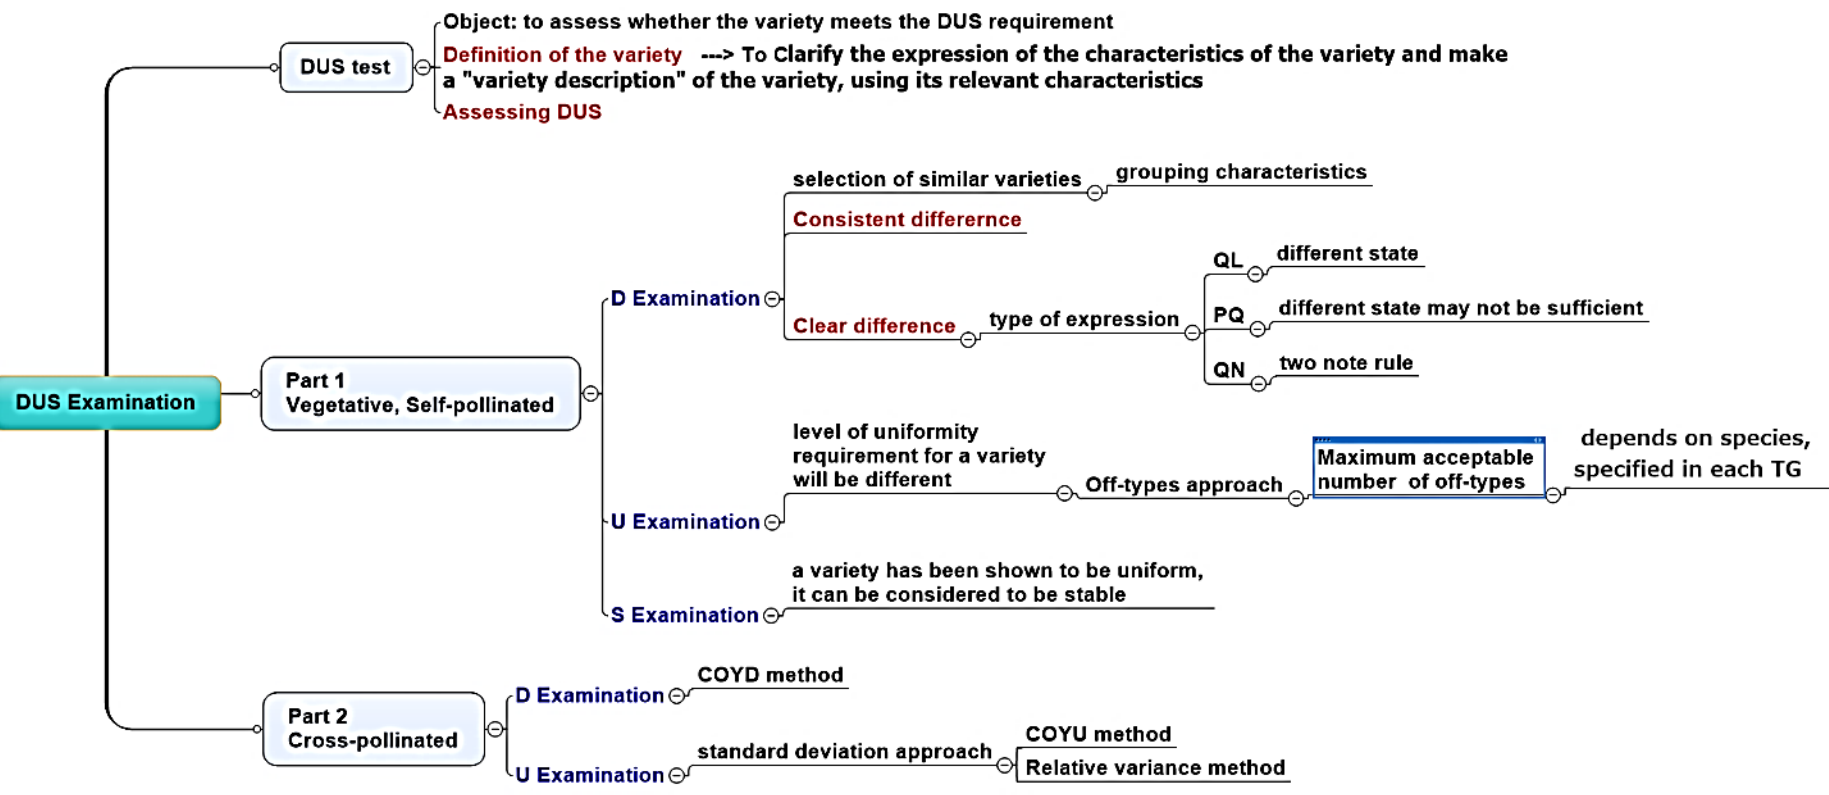 Object: to assess whether the variety meets the DUS requirement
DUS test
Definition of the variety ---> To Clarify the expression of the characteristics of the variety and make
a "variety description" of the variety, using its relevant characteristics
Assessing DUS
selection of similar varieties
grouping characteristics
Consistent differernce
QL
different state
D Examination
Clear difference
type of expression
PQ
different state may not be sufficient
QN
two note rule
DUS Examination
Part 1
Vegetative, Self-pollinated
level of uniformity
requirement for a variety
will be different
Off-types approach
Maximum acceptable
number of off-types
depends on species,
specified in each TG
U Examination
a variety has been shown to be uniform,
it can be considered to be stable
S Examination
Part 2
Cross-pollinated
D Examination
COYD method
U Examination
standard deviation approach
COYU method
Relative variance method